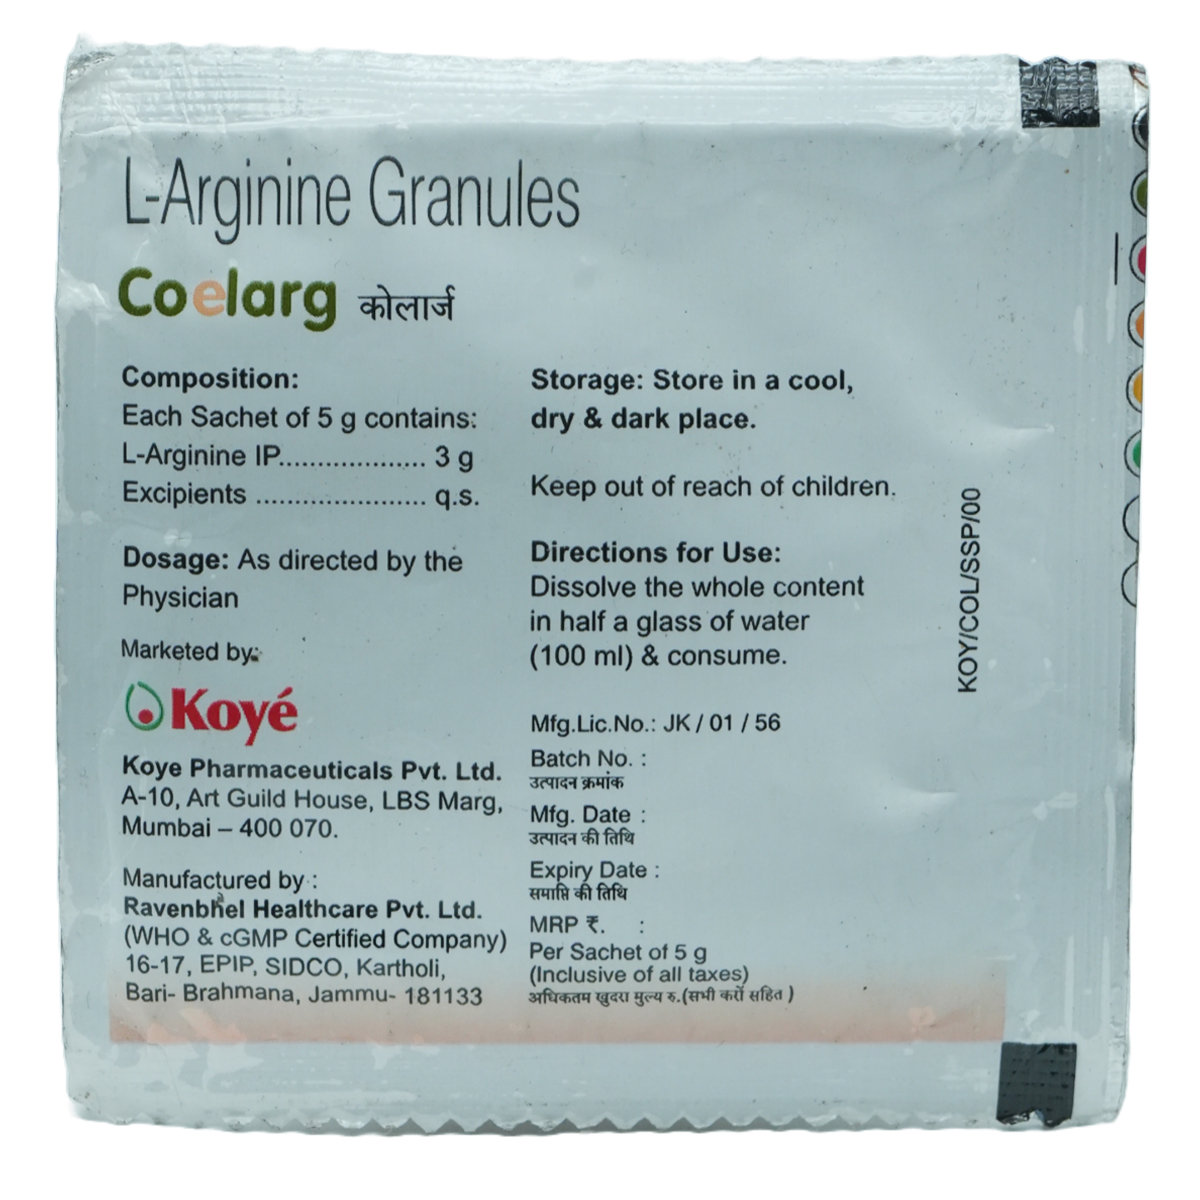 L-Arginine Granules
Coelarg कोलार्ज
Composition:
Each Sachet of 5 g contains:
L-Arginine IP.................... 3 g
Excipients ...................... q.s.
Dosage: As directed by the
Physician
Marketed by:
Koyé
Koye Pharmaceuticals Pvt. Ltd.
A-10, Art Guild House, LBS Marg,
Mumbai – 400 070.
Manufactured by :
Ravenbhel Healthcare Pvt. Ltd.
(WHO & cGMP Certified Company)
16-17, EPIP, SIDCO, Kartholi,
Bari- Brahmana, Jammu- 181133
Storage: Store in a cool,
dry & dark place.
Keep out of reach of children.
Directions for Use:
Dissolve the whole content
in half a glass of water
(100 ml) & consume.
Mfg.Lic.No.: JK / 01 / 56
Batch No. :
उत्पादन क्रमांक
Mfg. Date :
उत्पादन की तिथि
Expiry Date :
समाप्ति की तिथि
MRP ₹. :
Per Sachet of 5 g
(Inclusive of all taxes)
अधिकतम खुदरा मुल्य रु.(सभी करों सहित )
KOY/COL/SSP/00